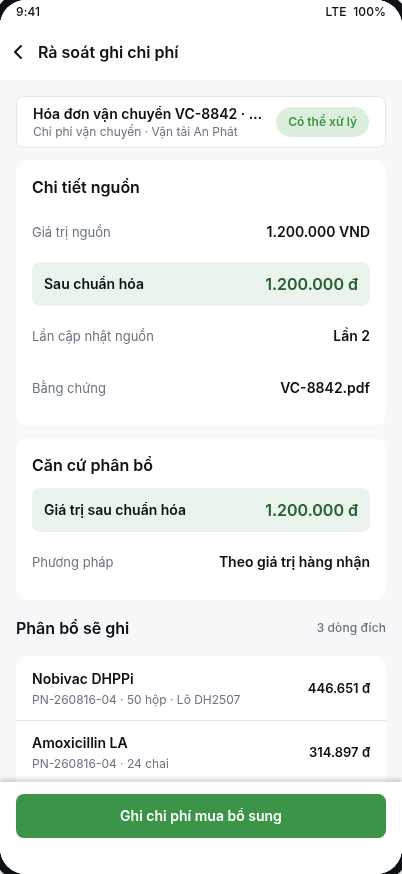 9:41
LTE 100%
Rà soát ghi chi phí
Hóa đơn vận chuyển VC-8842 · ...
Chi phí vận chuyển · Vận tải An Phát
Có thể xử lý
Chi tiết nguồn
Giá trị nguồn
1.200.000 VND
Sau chuẩn hóa
1.200.000 đ
Lần cập nhật nguồn
Lần 2
Bằng chứng
VC-8842.pdf
Căn cứ phân bổ
Giá trị sau chuẩn hóa
1.200.000 đ
Phương pháp
Theo giá trị hàng nhận
Phân bổ sẽ ghi
3 dòng đích
Nobivac DHPPi
446.651 đ
PN-260816-04 · 50 hộp · Lô DH2507
Amoxicillin LA
314.897 đ
PN-260816-04 · 24 chai
Ghi chi phí mua bổ sung